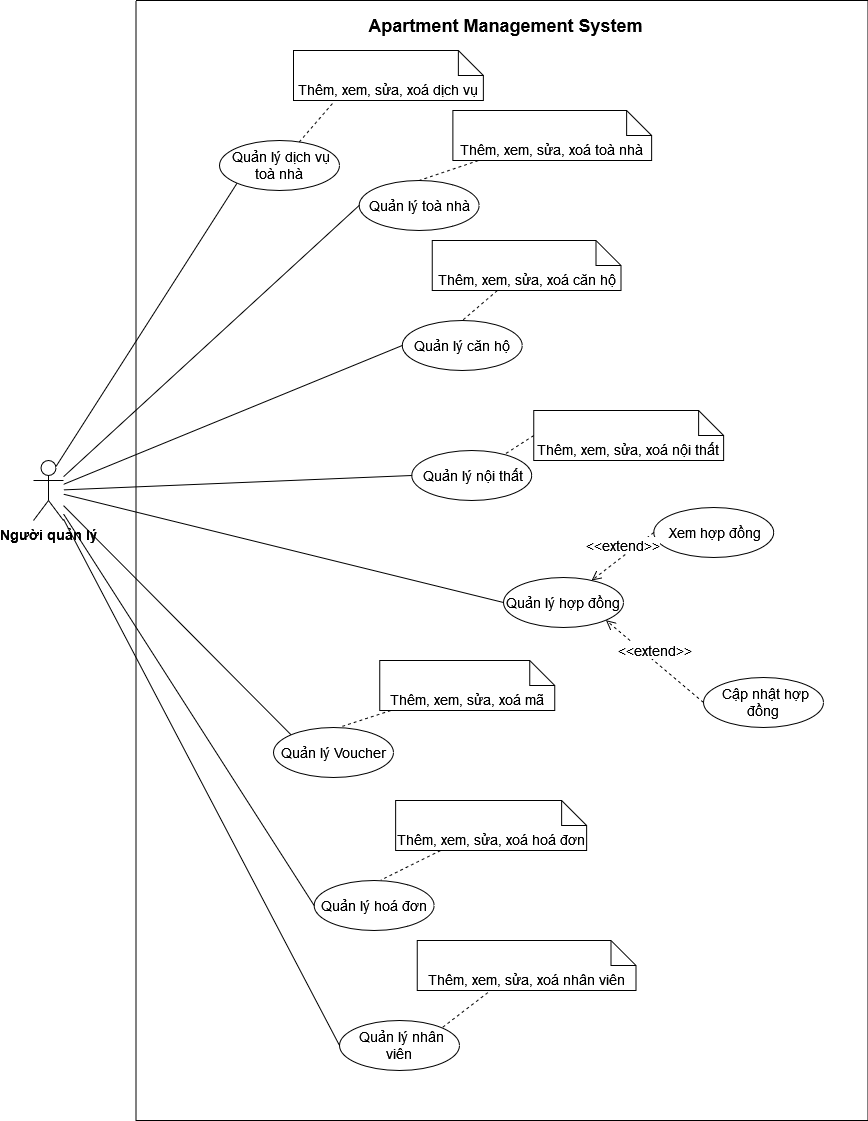 Apartment Management System
Thêm, xem, sửa, xoá dịch vụ
Quản lý dịch vụ
toà nhà
Thêm, xem, sửa, xoá toà nhà
Quản lý toà nhà
Thêm, xem, sửa, xoá căn hộ
Quản lý căn hộ
Thêm, xem, sửa, xoá nội thất
Quản lý nội thất
Người quản lý
Xem hợp đồng
<<extend>>
Quản lý hợp đồng
<<extend>>
Cập nhật hợp
đồng
Thêm, xem, sửa, xoá mã
Quản lý Voucher
Thêm, xem, sửa, xoá hoá đơn
Quản lý hoá đơn
Thêm, xem, sửa, xoá nhân viên
Quản lý nhân
viên